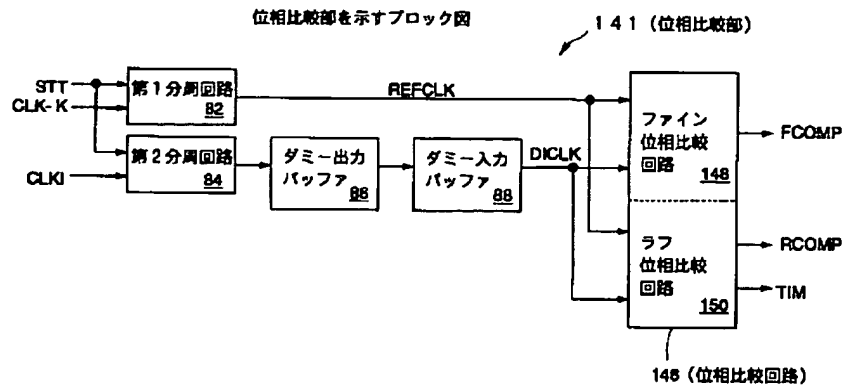 位相比較部を示すブロック図
141(位相比較部)
STT
CLK-K
第1分周回路
82
REFCLK
CLKI
第2分周回路
84
ダミー出力
バッファ
86
ダミー入力
バッファ
88
DICLK
ファイン
位相比較
回路
148
FCOMP
ラフ
位相比較
回路
150
RCOMP
TIM
146(位相比較回路)